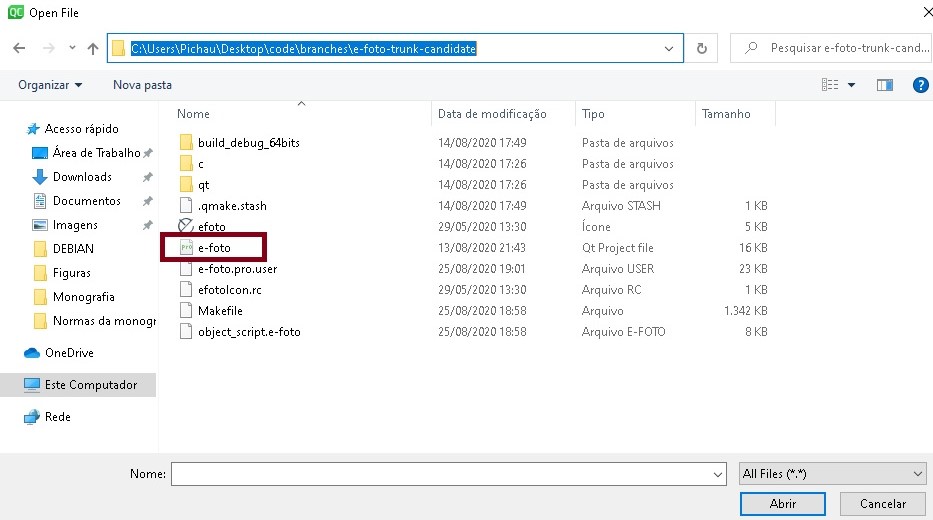 QC Open File
C:\Users\Pichau\Desktop\code\branches\e-foto-trunk-candidate
Pesquisar e-foto-trunk-cand...
Organizar
Nova pasta
?
Nome Data de modificação Tipo Tamanho
Acesso rápido
Área de Trabalho
Downloads
Documentos
Imagens
DEBIAN
Figuras
Monografia
Normas da monogr
OneDrive
Este Computador
Rede
build_debug_64bits 14/08/2020 17:49 Pasta de arquivos
c 14/08/2020 17:26 Pasta de arquivos
qt 14/08/2020 17:26 Pasta de arquivos
.qmake.stash 14/08/2020 17:49 Arquivo STASH 1 KB
efoto 29/05/2020 13:30 Ícone 5 KB
Pro e-foto 13/08/2020 21:43 Qt Project file 16 KB
e-foto.pro.user 25/08/2020 19:01 Arquivo USER 23 KB
efotoIcon.rc 29/05/2020 13:30 Arquivo RC 1 KB
Makefile 25/08/2020 18:58 Arquivo 1.342 KB
object_script.e-foto 25/08/2020 18:58 Arquivo E-FOTO 8 KB
Nome:
All Files (*.*)
Abrir
Cancelar